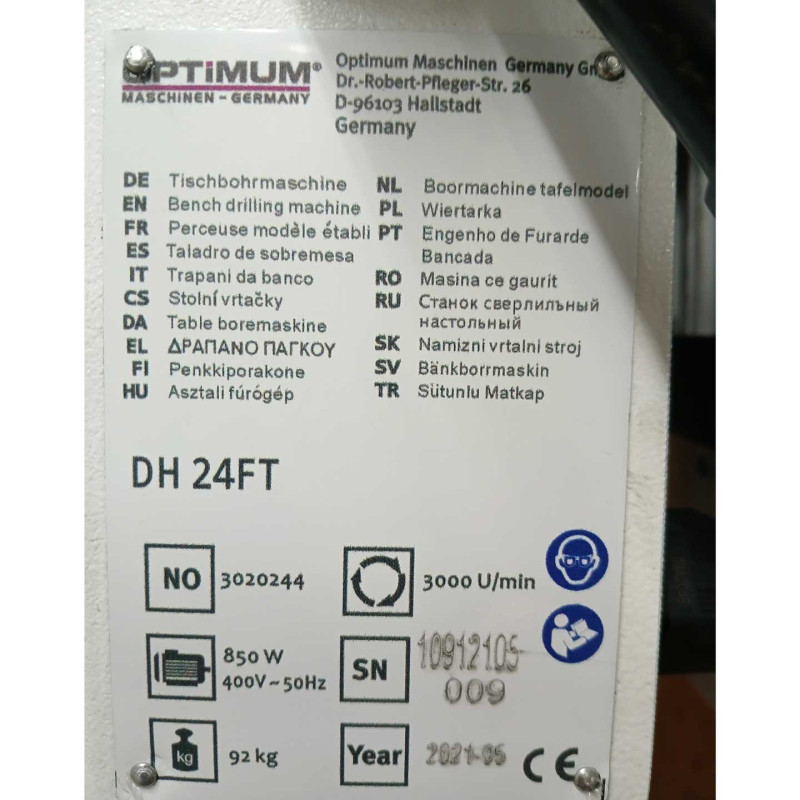 OPTiMUM®
MASCHINEN - GERMANY
Optimum Maschinen Germany
Dr.-Robert-Pfleger-Str. 26
D-96103 Hallstadt
Germany
DE Tischbohrmaschine
EN Bench drilling machine
FR Perceuse modèle établi
ES Taladro de sobremesa
IT Trapani da banco
CS Stolní vrtačky
DA Table boremaskine
EL ΔΡΑΠΑΝΟ ΠΑΓΚΟΥ
FI Penkkiporakone
HU Asztali fúrógép
NL Boormachine tafelmodel
PL Wiertarka
PT Engenho de Furarde
Bancada
RO Masina ce gaurit
RU Станок сверлилъный
настольный
SK Namizni vrtalni stroj
SV Bänkborrmaskin
TR Sütunlu Matkap
DH 24FT
NO 3020244
3000 U/min
850 W
400V ~ 50Hz
SN 10912105
009
kg 92 kg
Year 2021-05
CE